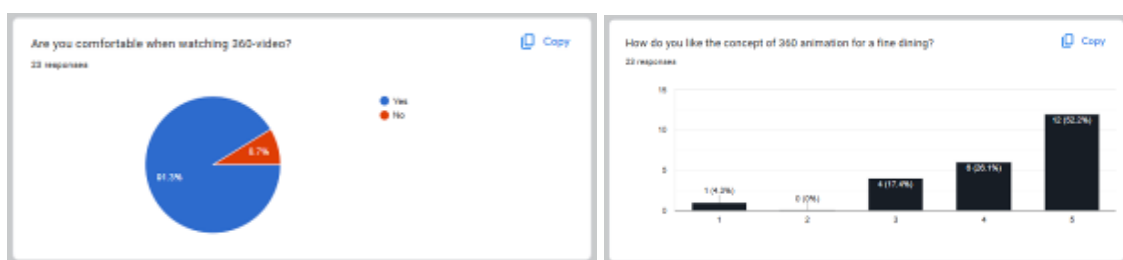 Are you comfortable when watching 360-video?
Copy
23 responses
Yes
No
8.7%
91.3%
How do you like the concept of 360 animation for a fine dining?
Copy
23 responses
15
10
5
0
1 (4.3%)
0 (0%)
4 (17.4%)
6 (26.1%)
12 (52.2%)
1
2
3
4
5